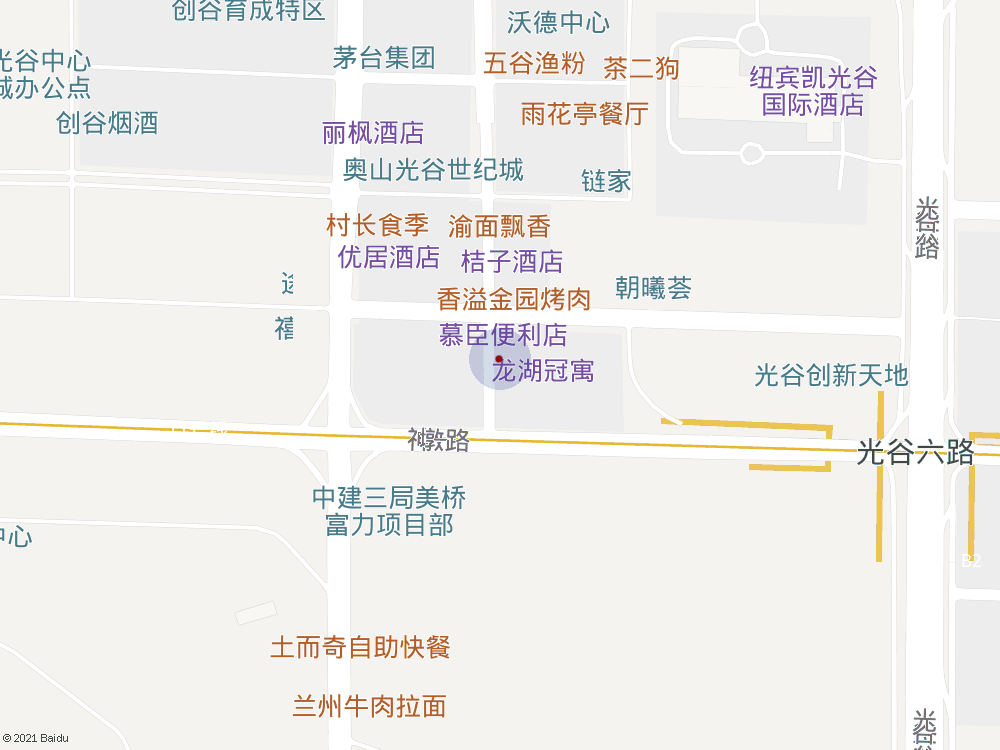 创谷育成特区
沃德中心
光谷中心
城办公点
茅台集团
五谷渔粉
茶二狗
纽宾凯光谷
国际酒店
创谷烟酒
丽枫酒店
雨花亭餐厅
奥山光谷世纪城
链家
村长食季
渝面飘香
优居酒店
桔子酒店
朝曦荟
香溢金园烤肉
禧
慕臣便利店
龙湖冠寓
光谷创新天地
墩路
光谷六路
中建三局美桥
富力项目部
中心
B2
土而奇自助快餐
兰州牛肉拉面
© 2021 Baidu